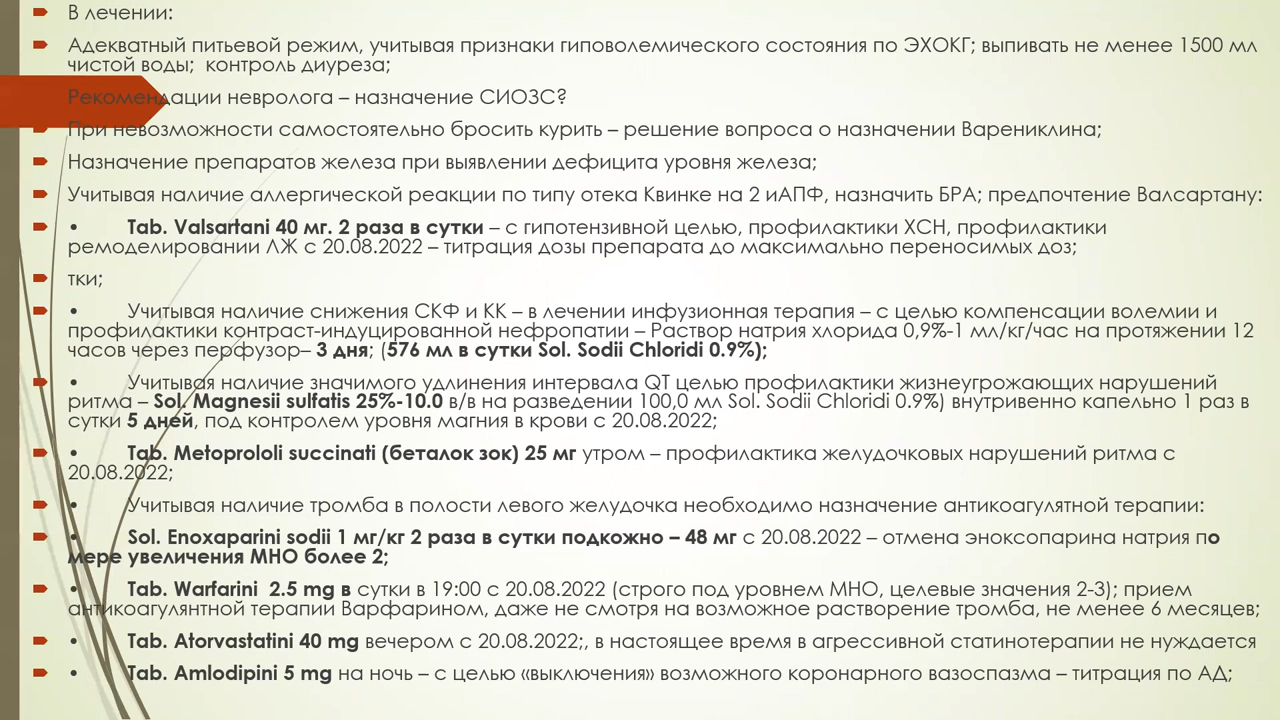 В лечении:
Адекватный питьевой режим, учитывая признаки гиповолемического состояния по ЭХОКГ; выпивать не менее 1500 мл
чистой воды;  контроль диуреза;
Рекомендации невролога – назначение СИОЗС?
При невозможности самостоятельно бросить курить – решение вопроса о назначении Варениклина;
Назначение препаратов железа при выявлении дефицита уровня железа;
Учитывая наличие аллергической реакции по типу отека Квинке на 2 иАПФ, назначить БРА; предпочтение Валсартану:
• Tab. Valsartani 40 мг. 2 раза в сутки – с гипотензивной целью, профилактики ХСН, профилактики
ремоделировании ЛЖ с 20.08.2022 – титрация дозы препарата до максимально переносимых доз;
тки;
• Учитывая наличие снижения СКФ и КК – в лечении инфузионная терапия – с целью компенсации волемии и
профилактики контраст-индуцированной нефропатии – Раствор натрия хлорида 0,9%-1 мл/кг/час на протяжении 12
часов через перфузор– 3 дня; (576 мл в сутки Sol. Sodii Chloridi 0.9%);
• Учитывая наличие значимого удлинения интервала QT целью профилактики жизнеугрожающих нарушений
ритма – Sol. Magnesii sulfatis 25%-10.0 в/в на разведении 100,0 мл Sol. Sodii Chloridi 0.9%) внутривенно капельно 1 раз в
сутки 5 дней, под контролем уровня магния в крови с 20.08.2022;
• Tab. Metoprololi succinati (беталок зок) 25 мг утром – профилактика желудочковых нарушений ритма с
20.08.2022;
• Учитывая наличие тромба в полости левого желудочка необходимо назначение антикоагулятной терапии:
• Sol. Enoxaparini sodii 1 мг/кг 2 раза в сутки подкожно – 48 мг с 20.08.2022 – отмена эноксопарина натрия по
мере увеличения МНО более 2;
• Tab. Warfarini  2.5 mg в сутки в 19:00 с 20.08.2022 (строго под уровнем МНО, целевые значения 2-3); прием
антикоагулянтной терапии Варфарином, даже не смотря на возможное растворение тромба, не менее 6 месяцев;
• Tab. Atorvastatini 40 mg вечером с 20.08.2022;, в настоящее время в агрессивной статинотерапии не нуждается
• Tab. Amlodipini 5 mg на ночь – с целью «выключения» возможного коронарного вазоспазма – титрация по АД;